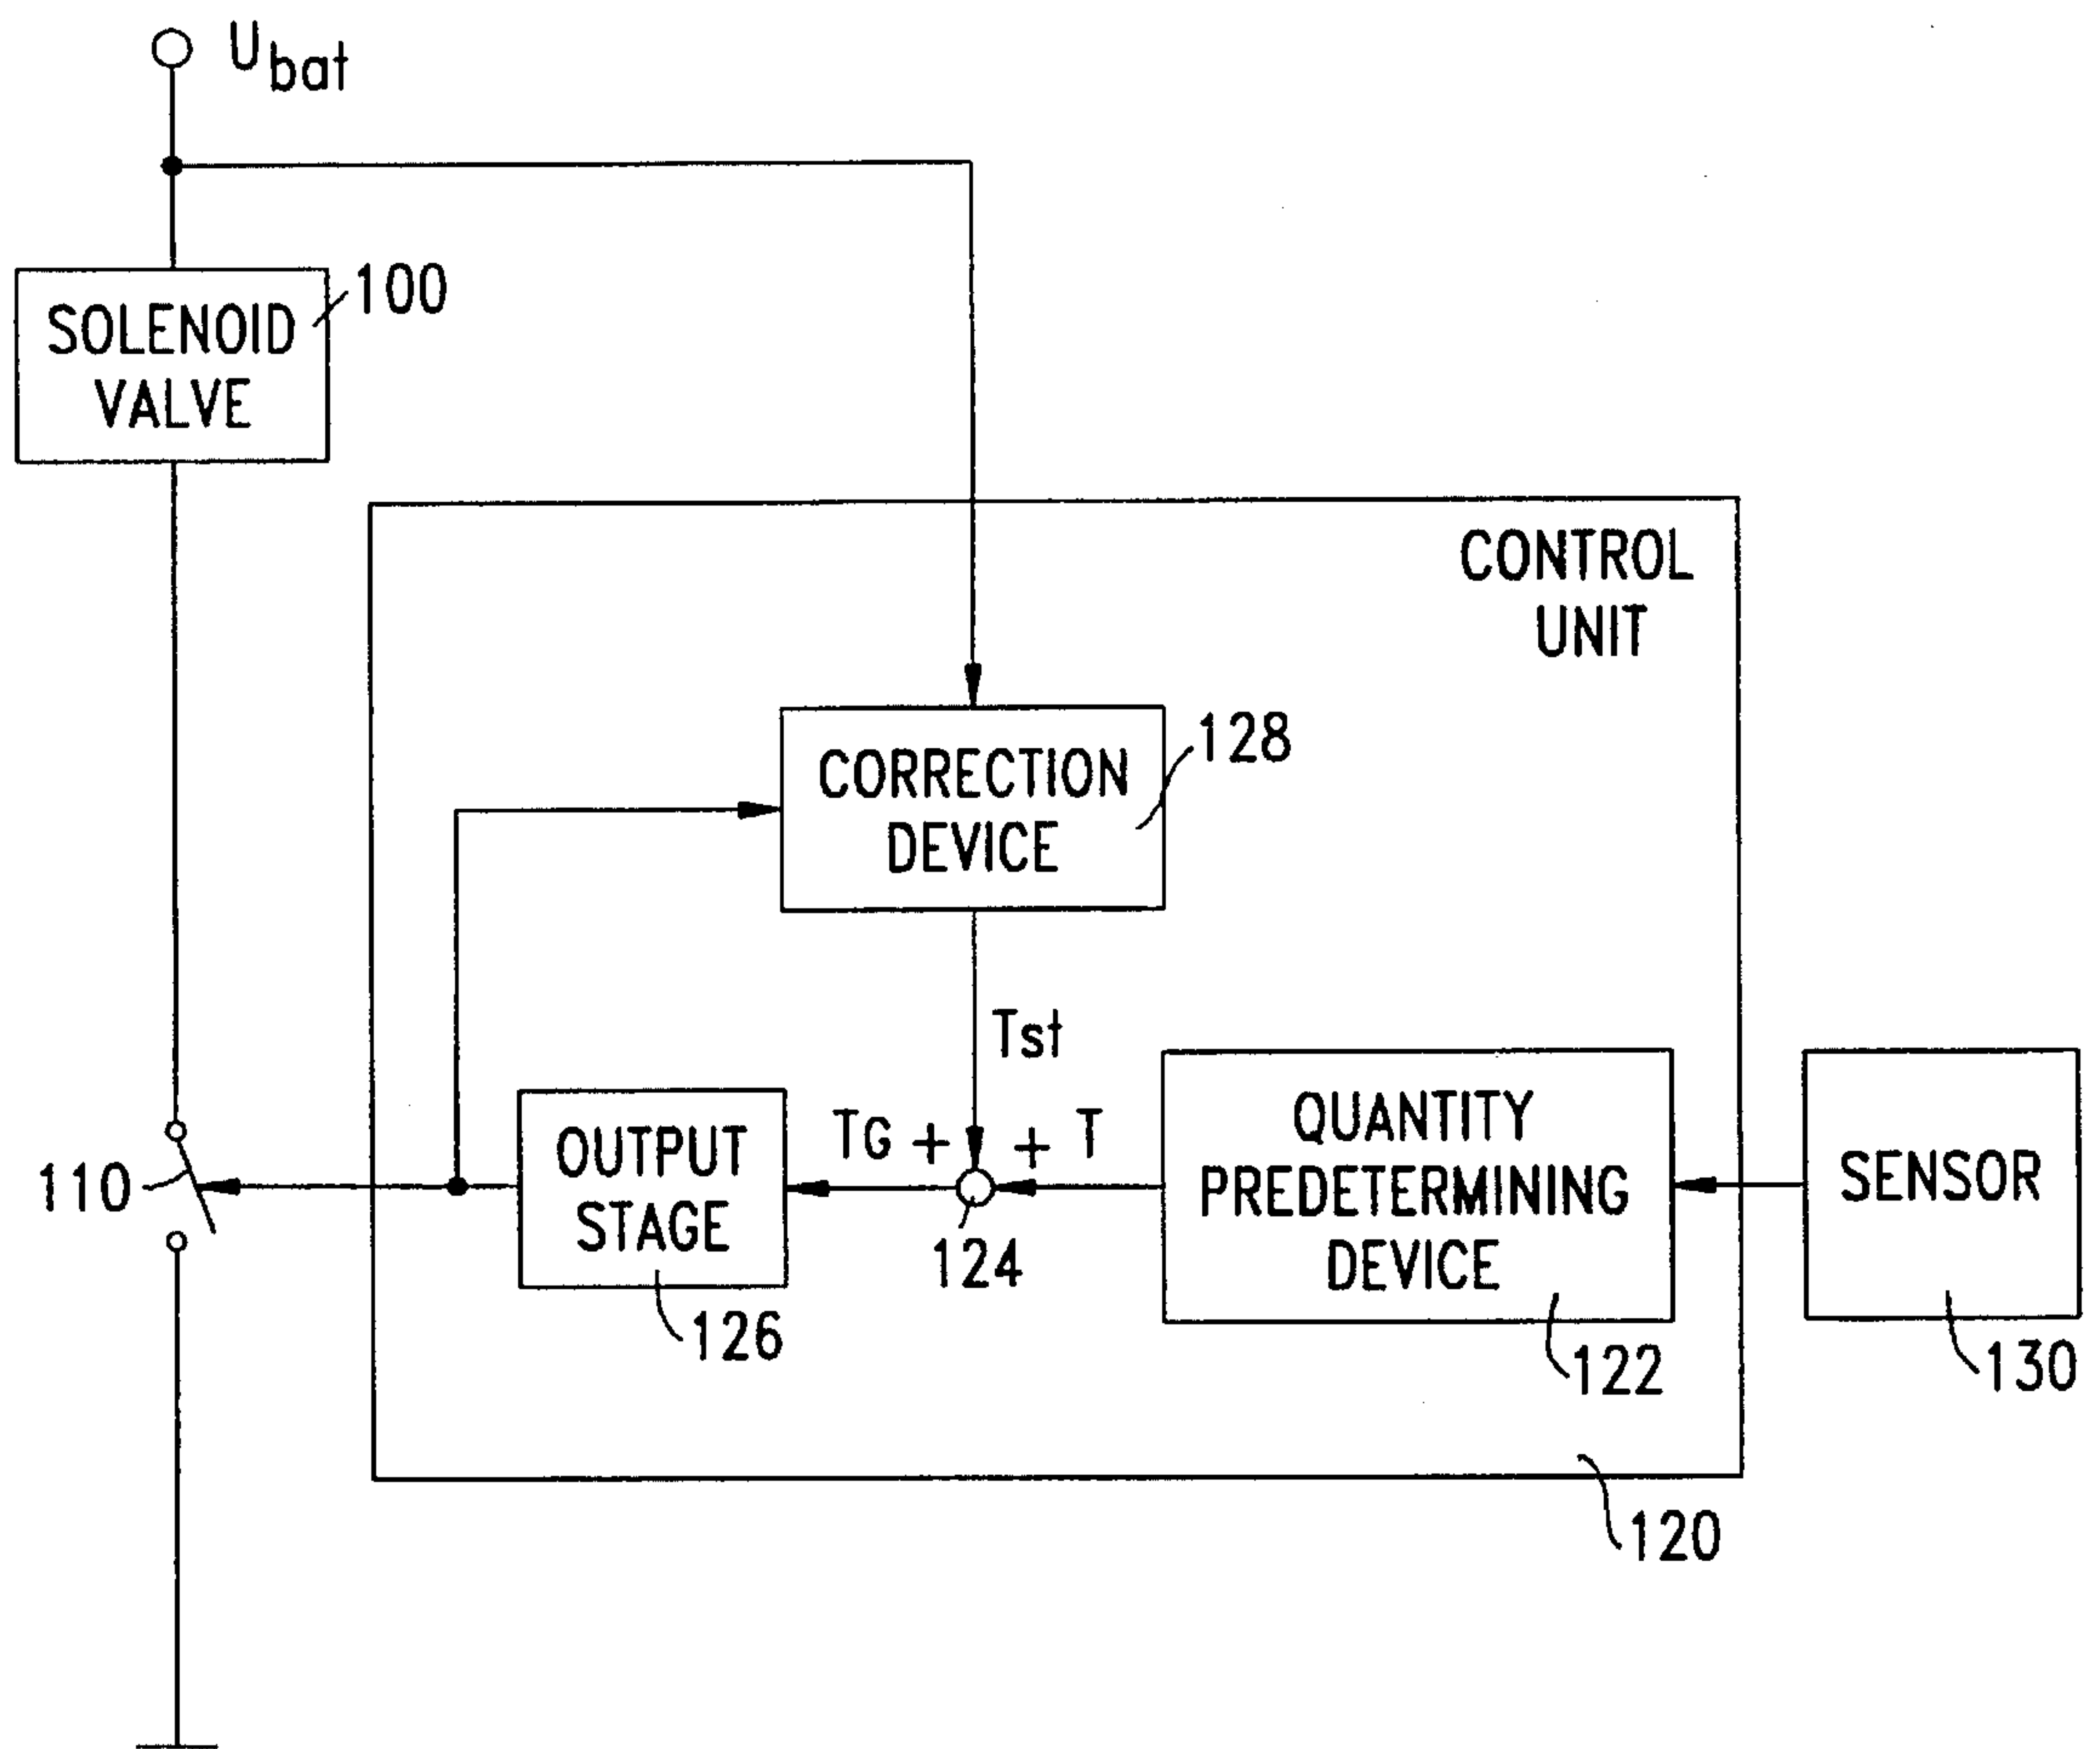 Ubat
SOLENOID
VALVE
100
CONTROL
UNIT
CORRECTION
DEVICE
128
Tst
TG + + T
110
OUTPUT
STAGE
126
124
QUANTITY
PREDETERMINING
DEVICE
122
SENSOR
130
120